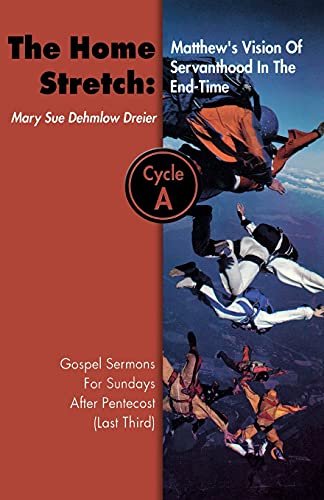 The Home
Stretch:
Mary Sue Dehmlow Dreier
Matthew's Vision Of
Servanthood In The
End-Time
Cycle
A
Gospel Sermons
For Sundays
After Pentecost
(Last Third)